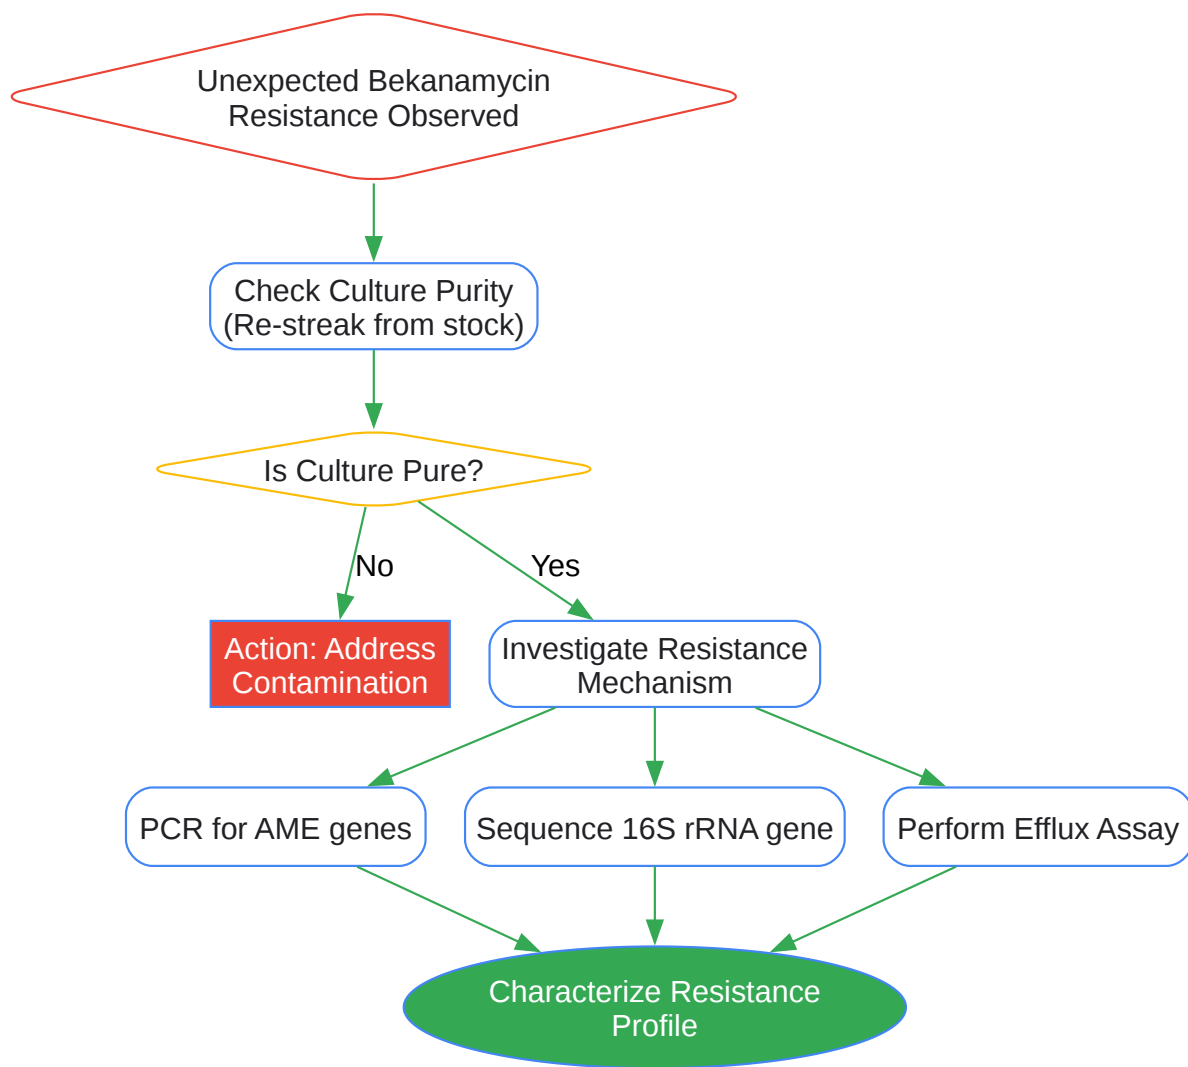 Unexpected Bekanamycin
Resistance Observed
Check Culture Purity
(Re-streak from stock)
Is Culture Pure?
No
Yes
Action: Address
Contamination
Investigate Resistance
Mechanism
PCR for AME genes
Sequence 16S rRNA gene
Perform Efflux Assay
Characterize Resistance
Profile